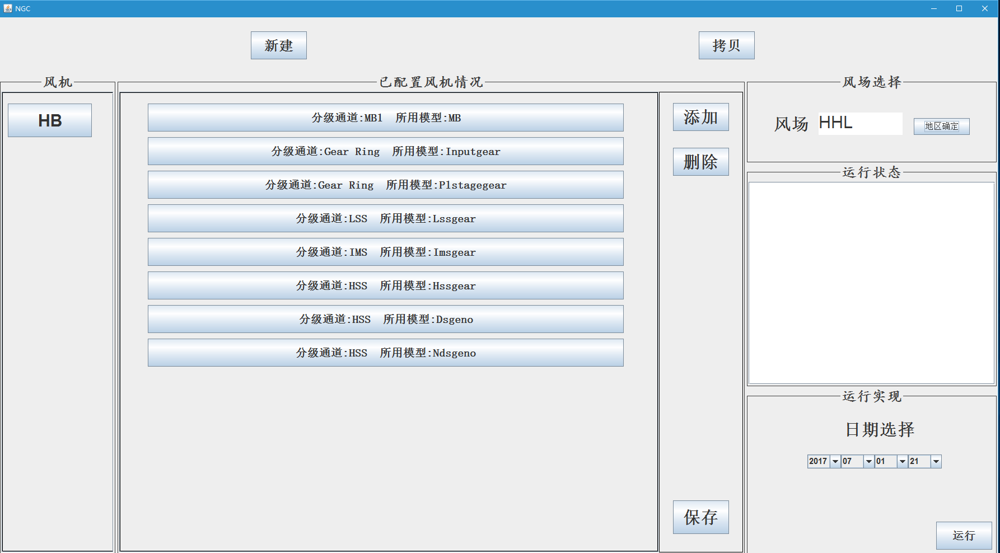 NGC
新建
拷贝
风机
HB
已配置风机情况
分级通道:MB1 所用模型:MB
分级通道:Gear Ring 所用模型:Inputgear
分级通道:Gear Ring 所用模型:P1stagegear
分级通道:LSS 所用模型:Lssgear
分级通道:IMS 所用模型:Imsgear
分级通道:HSS 所用模型:Hssgear
分级通道:HSS 所用模型:Dsgeno
分级通道:HSS 所用模型:Ndsgeno
添加
删除
保存
风场选择
风场 HHL 地区确定
运行状态
运行实现
日期选择
2017 07 01 21
运行